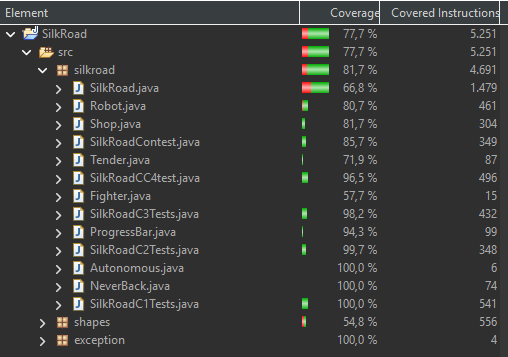 Element Coverage Covered Instructions
SilkRoad 77,7 % 5.251
src 77,7 % 5.251
silkroad 81,7 % 4.691
SilkRoad.java 66,8 % 1.479
Robot.java 80,7 % 461
Shop.java 81,7 % 304
SilkRoadContest.java 85,7 % 349
Tender.java 71,9 % 87
SilkRoadCC4test.java 96,5 % 496
Fighter.java 57,7 % 15
SilkRoadC3Tests.java 98,2 % 432
ProgressBar.java 94,3 % 99
SilkRoadC2Tests.java 99,7 % 348
Autonomous.java 100,0 % 6
NeverBack.java 100,0 % 74
SilkRoadC1Tests.java 100,0 % 541
shapes 54,8 % 556
exception 100,0 % 4